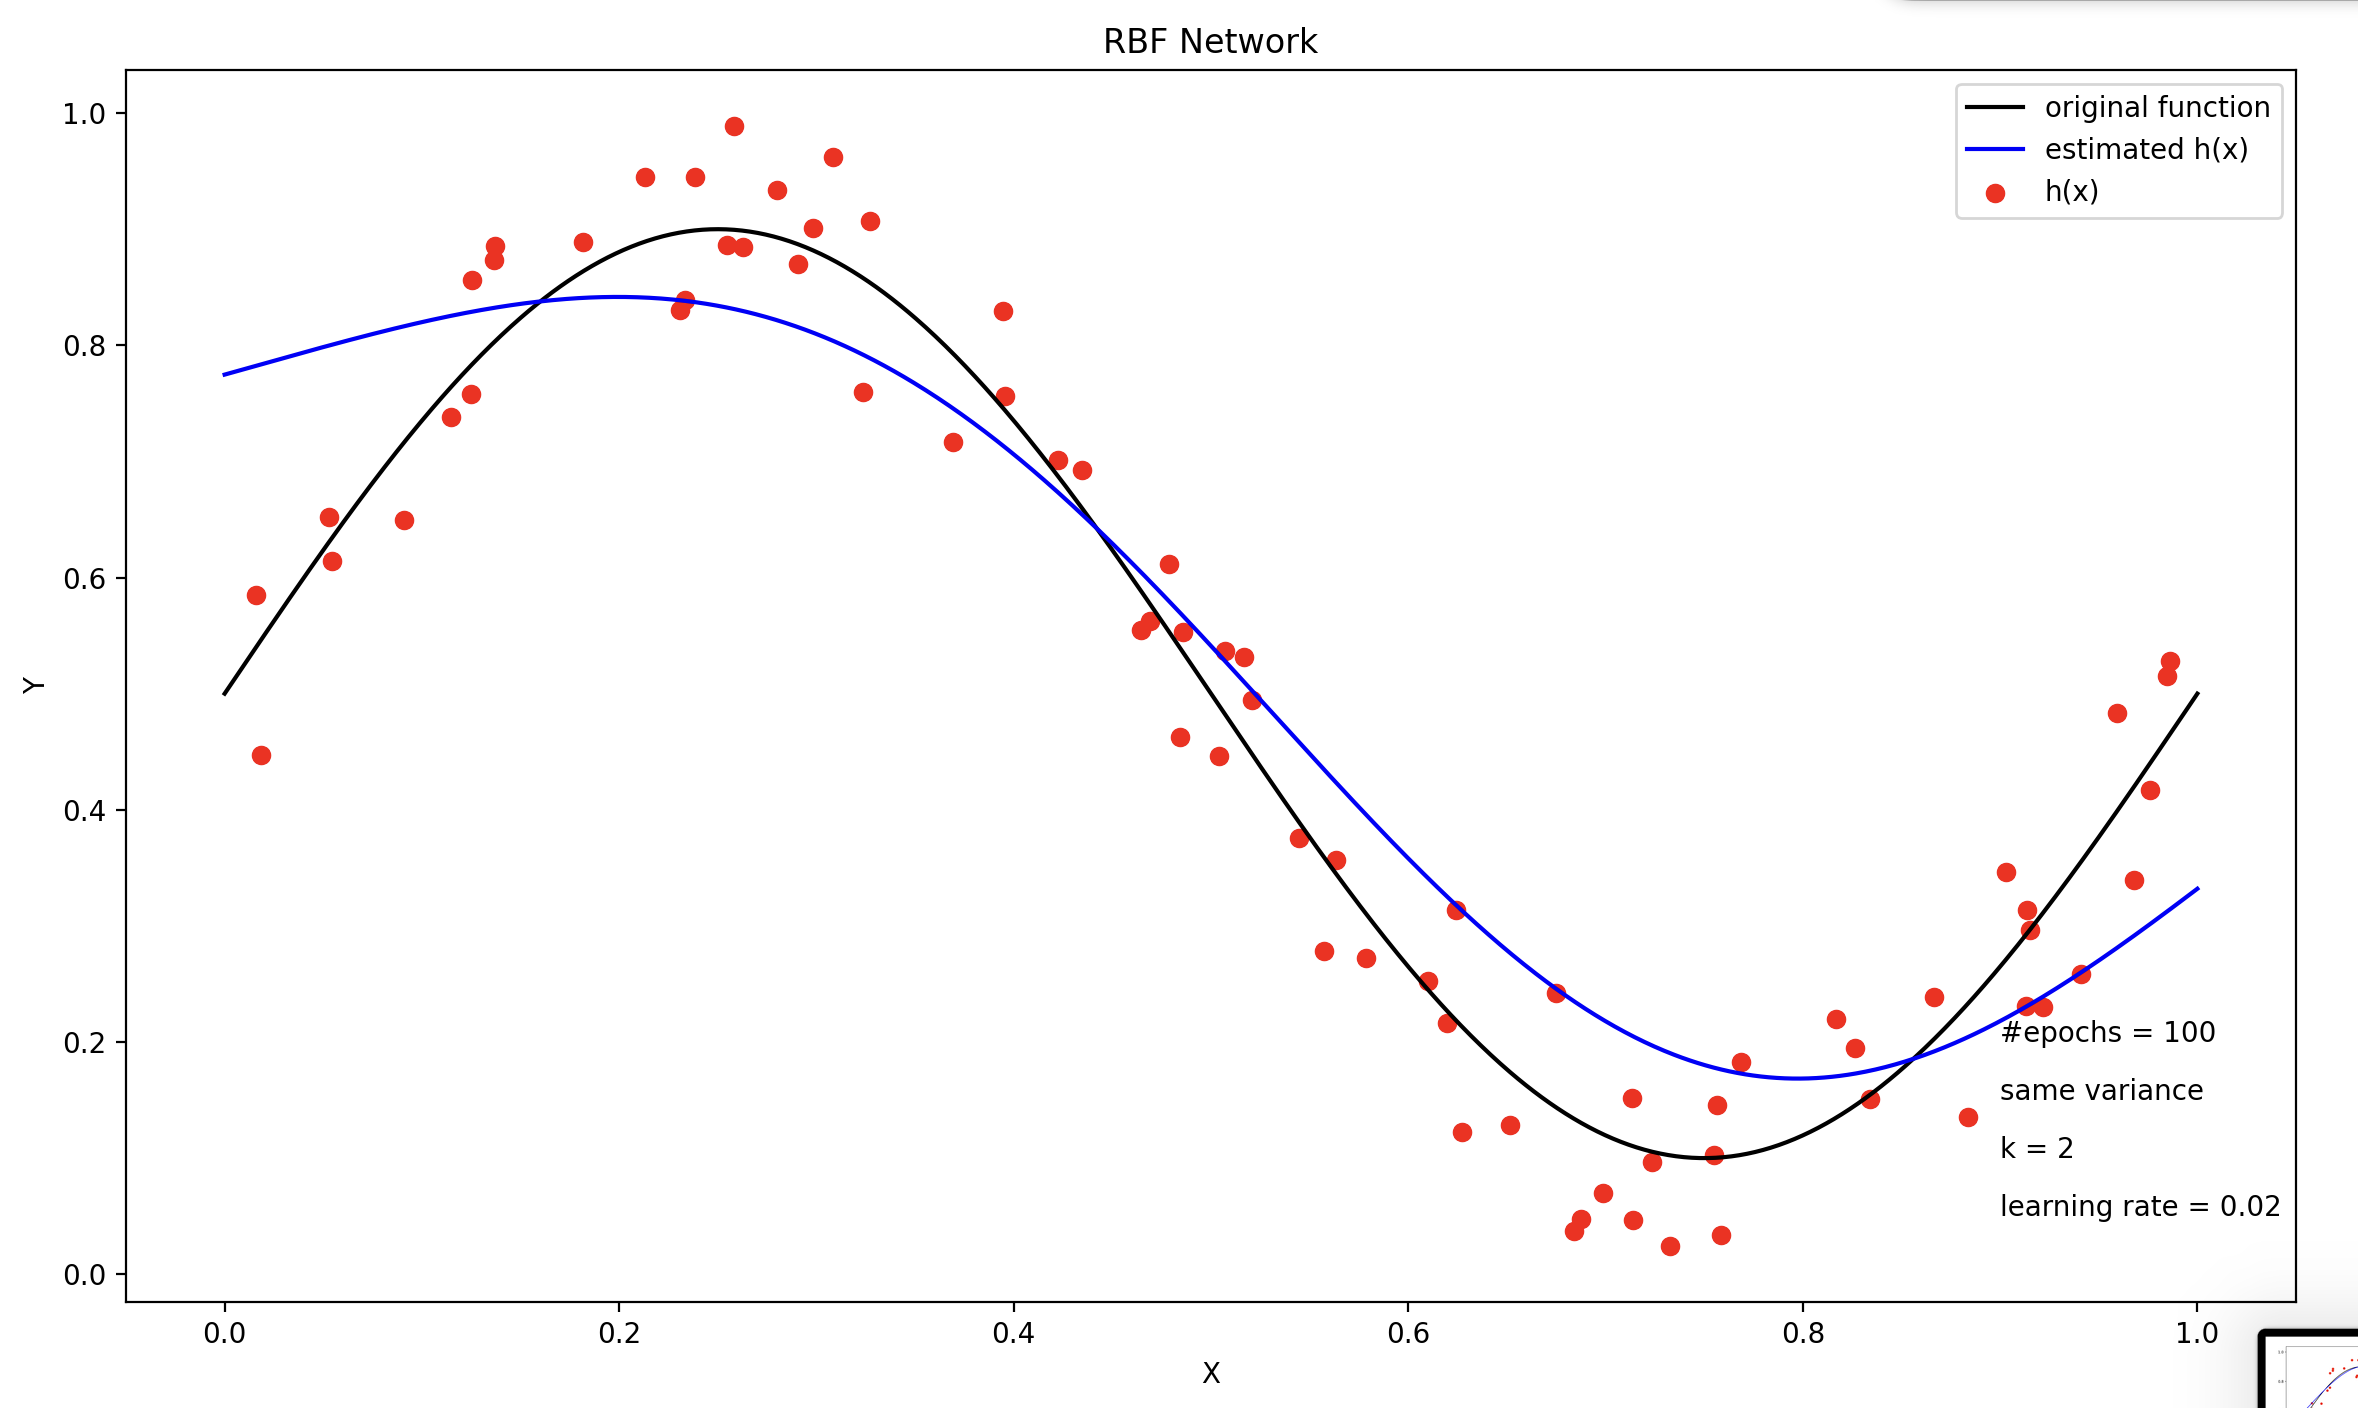 RBF Network
original function
estimated h(x)
h(x)
1.0
0.8
0.6
0.4
0.2
0.0
Y
#epochs = 100
same variance
k = 2
learning rate = 0.02
0.0 0.2 0.4 0.6 0.8 1.0
X